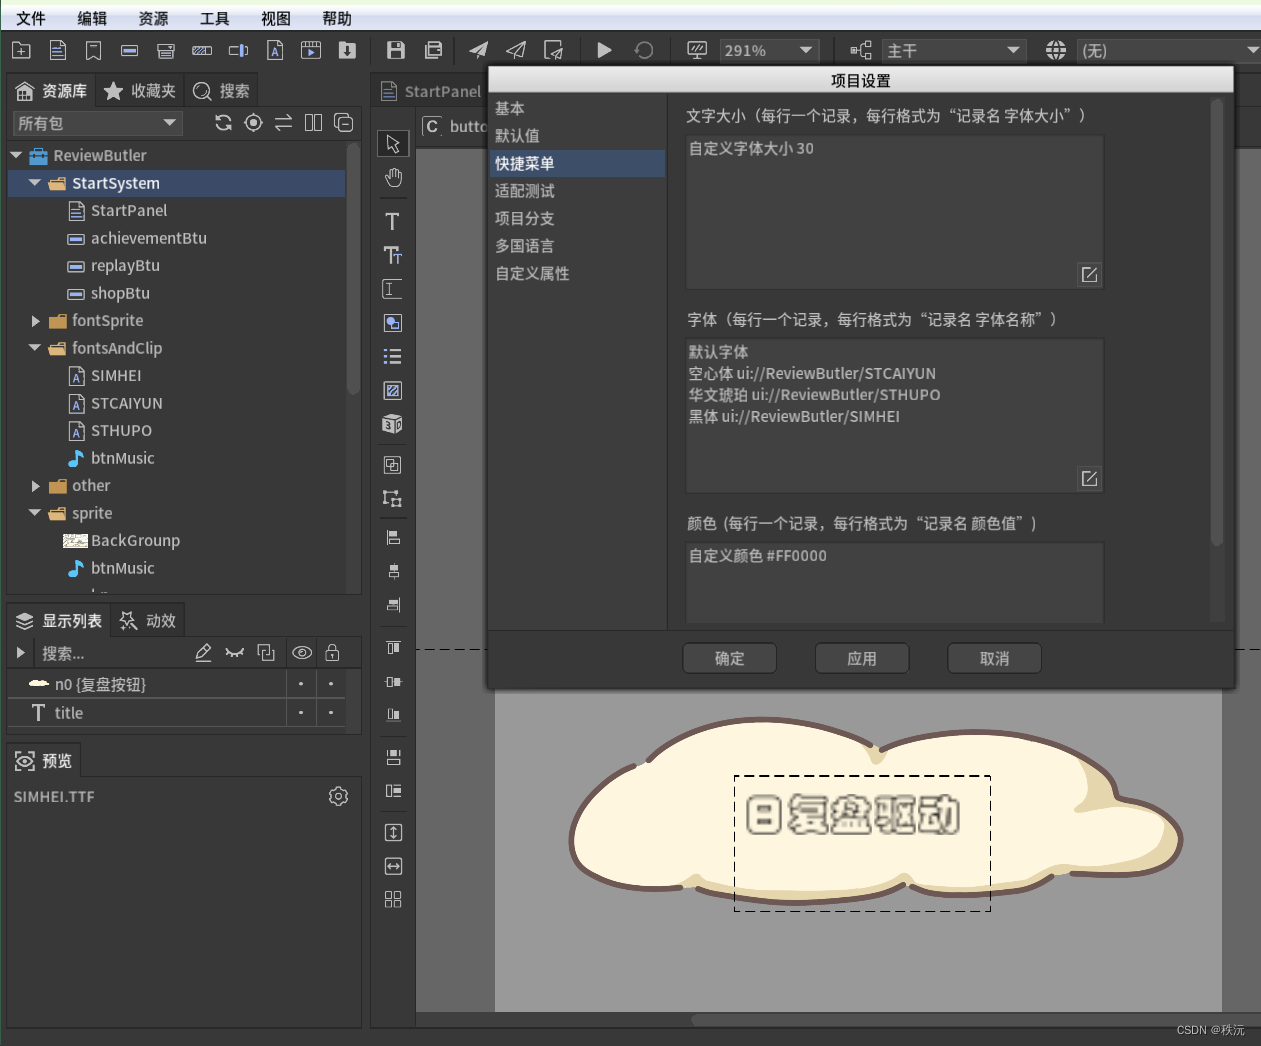 文件 编辑 资源 工具 视图 帮助
291% 主干 (无)
资源库 收藏夹 搜索
所有包
ReviewButler
StartSystem
StartPanel
achievementBtu
replayBtu
shopBtu
fontSprite
fontsAndClip
SIMHEI
STCAIYUN
STHUPO
btnMusic
other
sprite
BackGrounp
btnMusic
显示列表 动效
搜索...
n0 {复盘按钮}
title
预览
SIMHEI.TTF
StartPanel
C butto
项目设置
基本
默认值
快捷菜单
适配测试
项目分支
多国语言
自定义属性
文字大小（每行一个记录，每行格式为“记录名 字体大小”）
自定义字体大小 30
字体（每行一个记录，每行格式为“记录名 字体名称”）
默认字体
空心体 ui://ReviewButler/STCAIYUN
华文琥珀 ui://ReviewButler/STHUPO
黑体 ui://ReviewButler/SIMHEI
颜色 (每行一个记录，每行格式为“记录名 颜色值”)
自定义颜色 #FF0000
确定 应用 取消
日复盘驱动
CSDN @秩沅